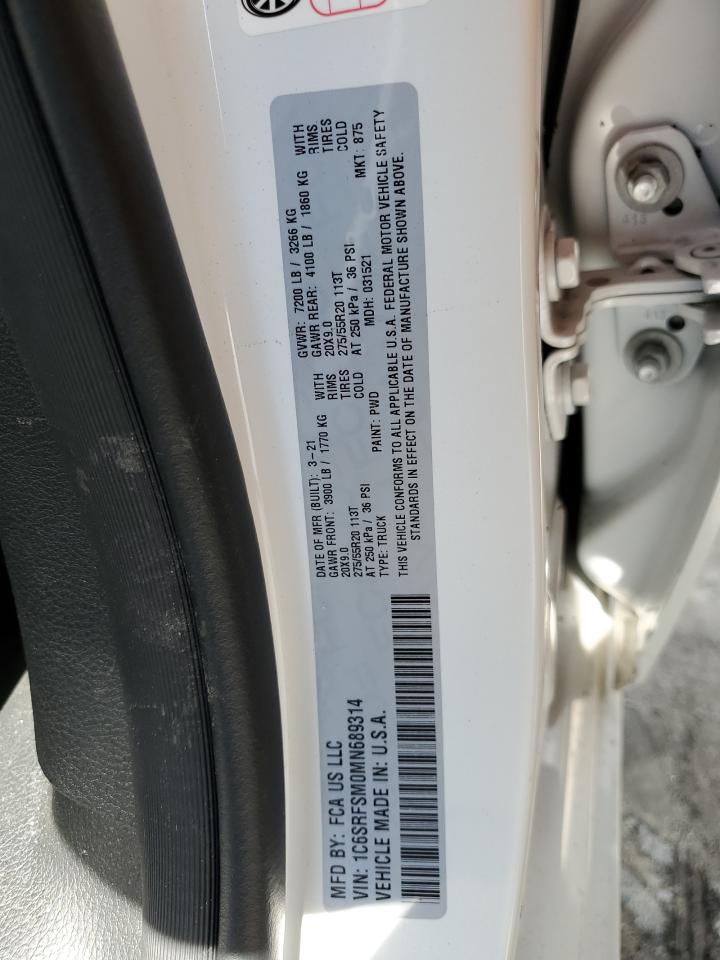 MFD BY: FCA US LLC
VIN: 1C6SRFSM0MN689314
VEHICLE MADE IN: U.S.A.
DATE OF MFR (BUILT): 3-21 GVWR: 7200 LB / 3266 KG
GAWR FRONT: 3900 LB / 1770 KG WITH GAWR REAR: 4100 LB / 1860 KG WITH
20X9.0 RIMS 20X9.0 RIMS
275/55R20 113T TIRES 275/55R20 113T TIRES
AT 250 kPa / 36 PSI COLD AT 250 kPa / 36 PSI COLD
TYPE: TRUCK PAINT: PWD MDH: 031521 MKT: 875
THIS VEHICLE CONFORMS TO ALL APPLICABLE U.S.A. FEDERAL MOTOR VEHICLE SAFETY
STANDARDS IN EFFECT ON THE DATE OF MANUFACTURE SHOWN ABOVE.